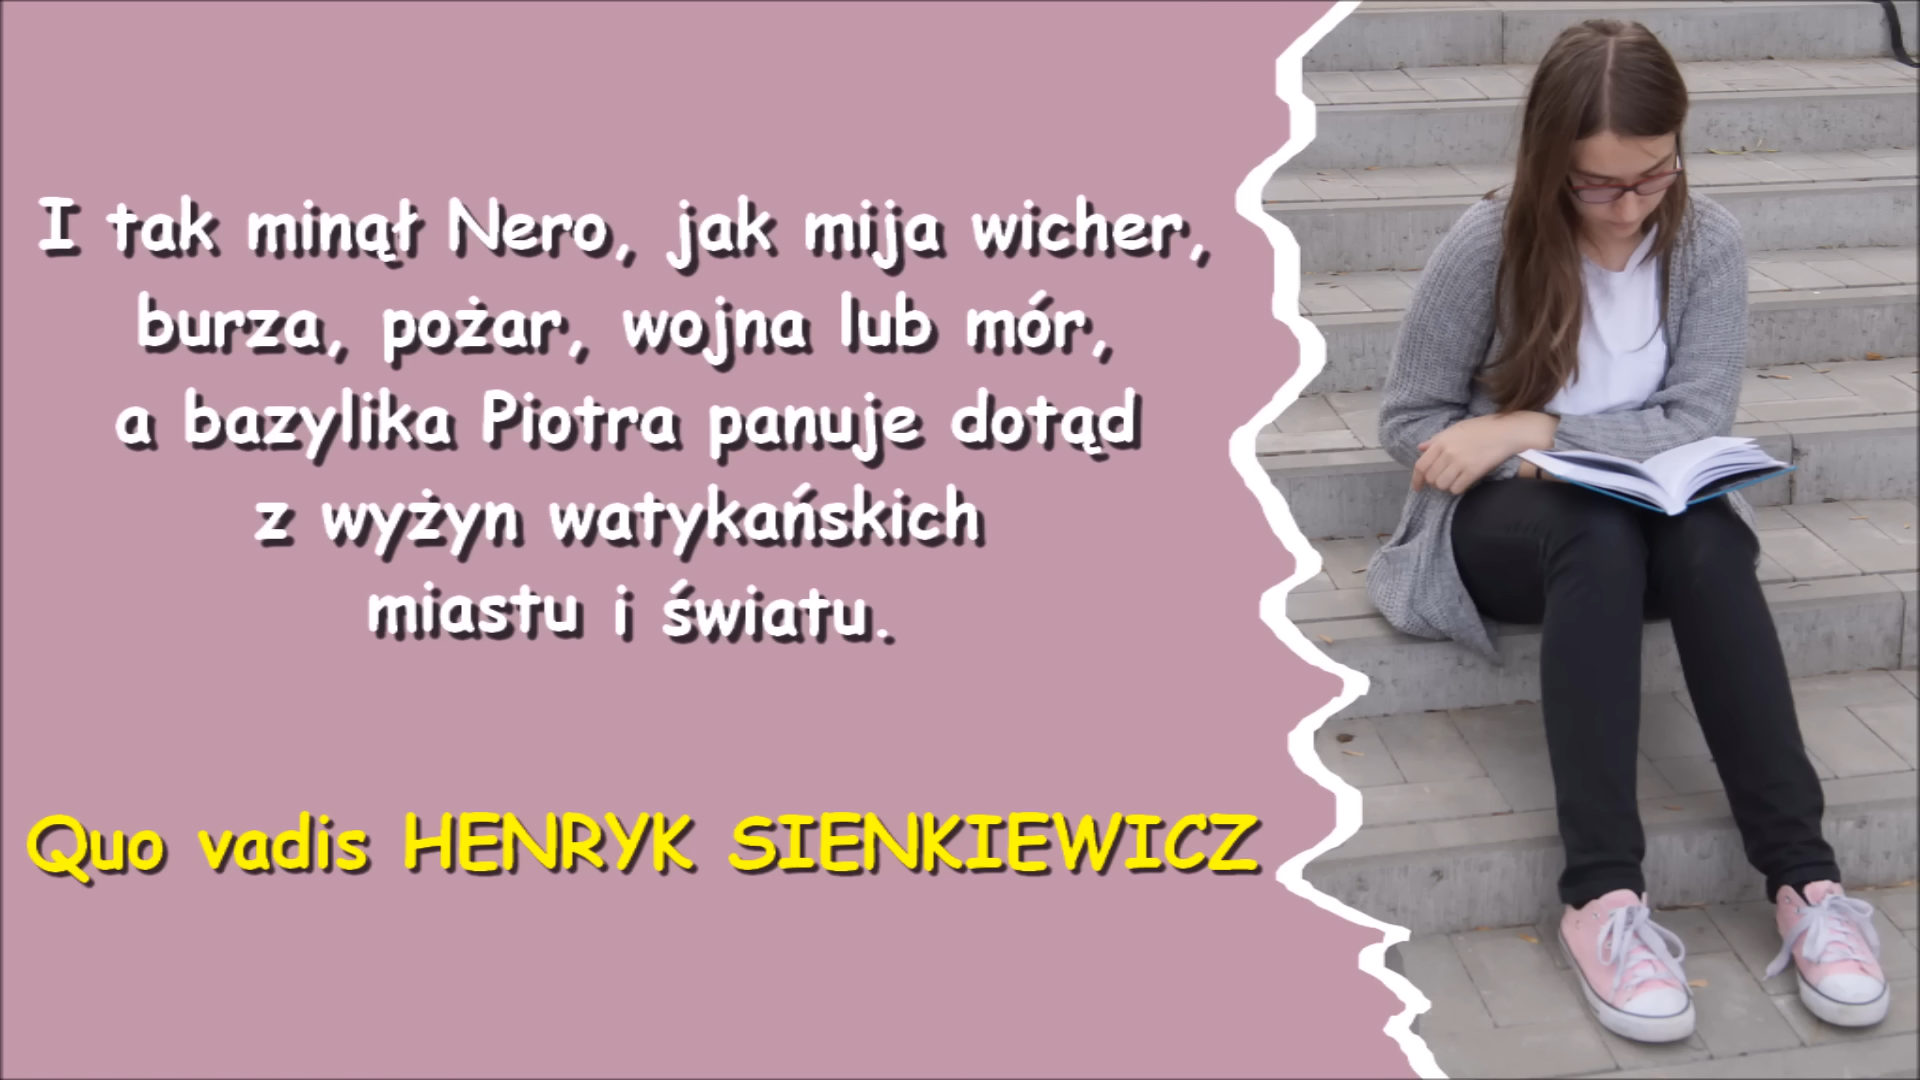 I tak minął Nero, jak mija wicher,
burza, pożar, wojna lub mór,
a bazylika Piotra panuje dotąd
z wyżyn watykańskich
miastu i światu.
Quo vadis HENRYK SIENKIEWICZ